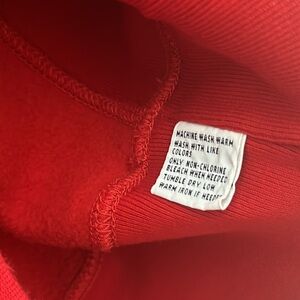 MACHINE WASH WARM
WASH WITH LIKE
COLORS
ONLY NON-CHLORINE
BLEACH WHEN NEEDED
TUMBLE DRY LOW
WARM IRON IF NEEDED